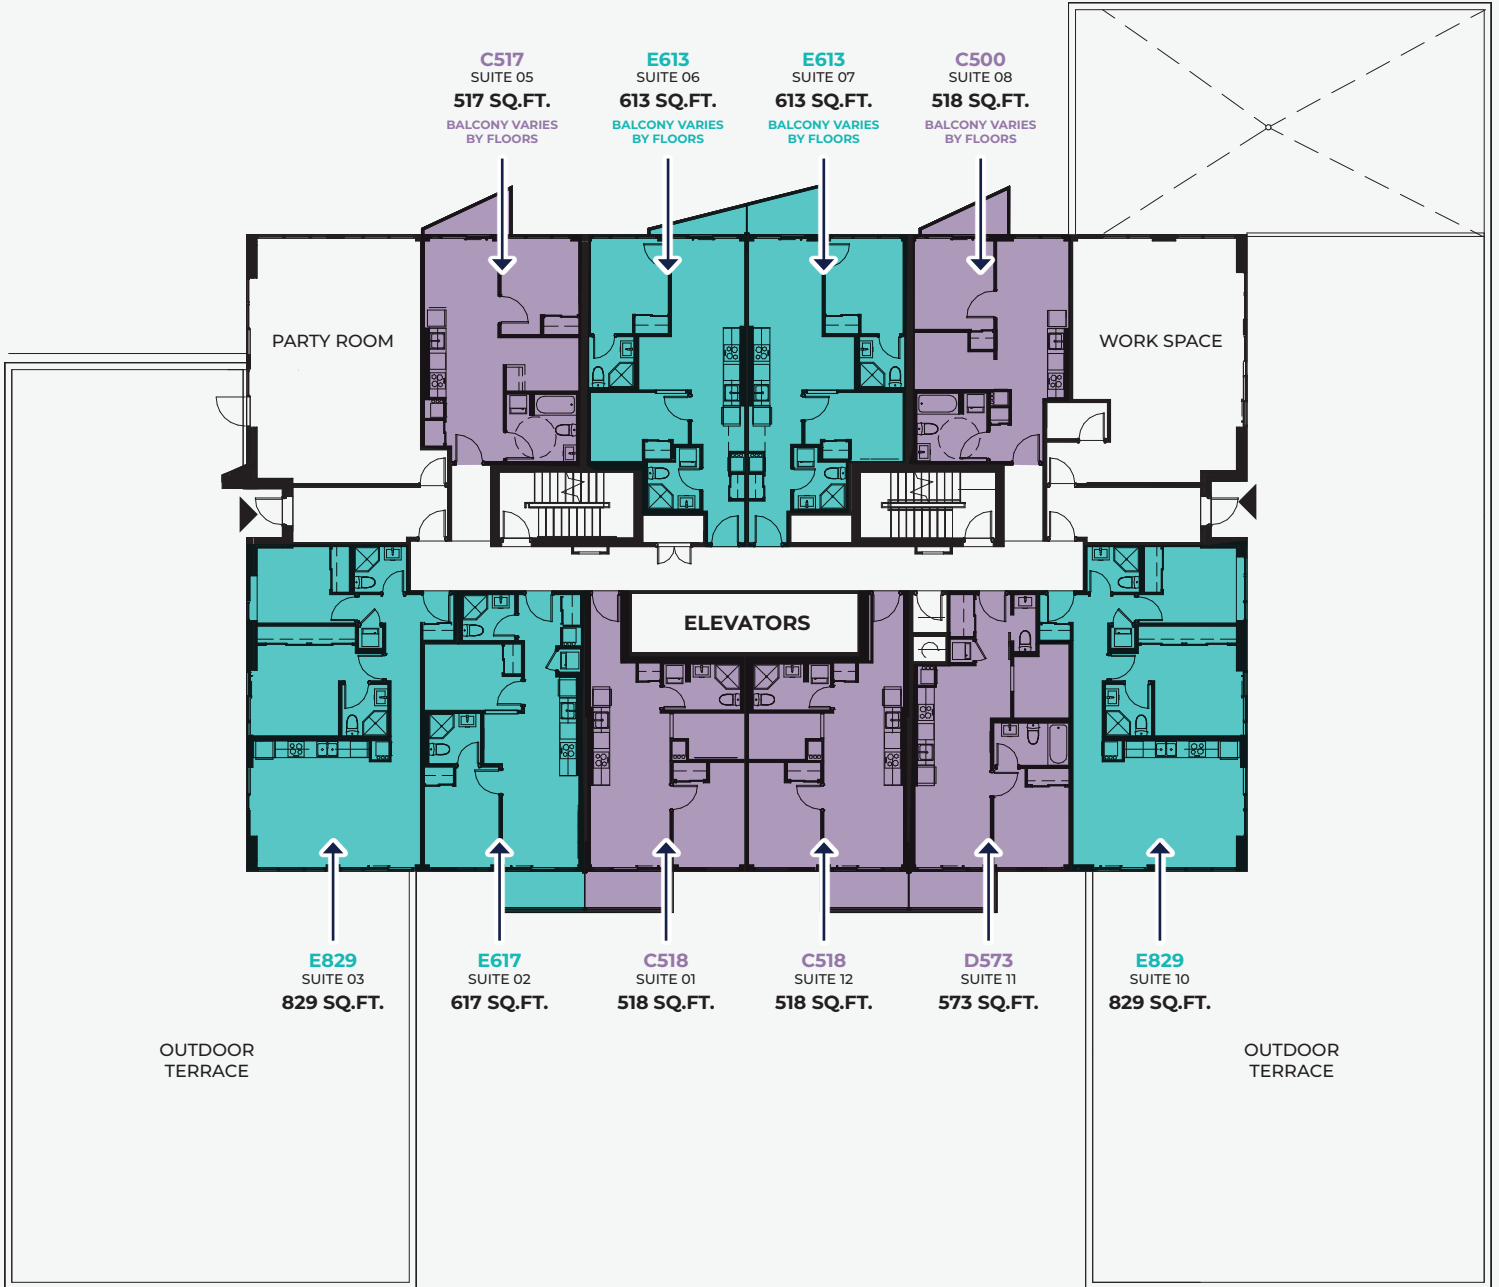 C517
SUITE 05
517 SQ.FT.
BALCONY VARIES
BY FLOORS
E613
SUITE 06
613 SQ.FT.
BALCONY VARIES
BY FLOORS
E613
SUITE 07
613 SQ.FT.
BALCONY VARIES
BY FLOORS
C500
SUITE 08
518 SQ.FT.
BALCONY VARIES
BY FLOORS
PARTY ROOM
WORK SPACE
ELEVATORS
E829
SUITE 03
829 SQ.FT.
E617
SUITE 02
617 SQ.FT.
C518
SUITE 01
518 SQ.FT.
C518
SUITE 12
518 SQ.FT.
D573
SUITE 11
573 SQ.FT.
E829
SUITE 10
829 SQ.FT.
OUTDOOR
TERRACE
OUTDOOR
TERRACE